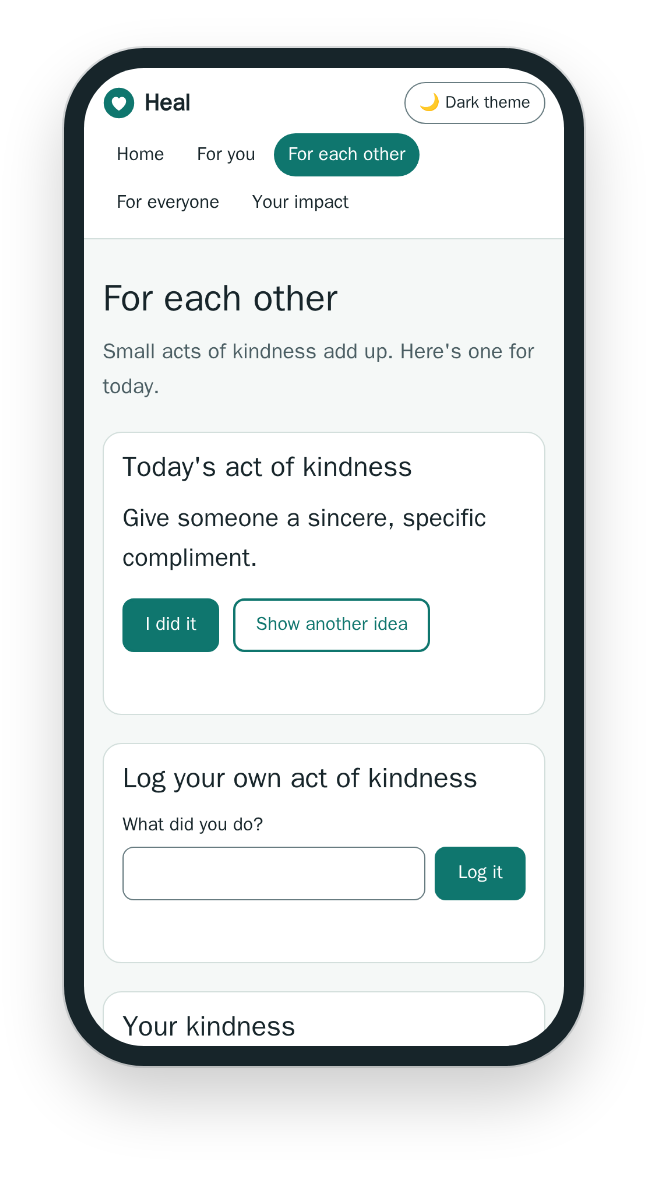 Heal
🌙 Dark theme
Home For you For each other
For everyone Your impact
For each other
Small acts of kindness add up. Here's one for
today.
Today's act of kindness
Give someone a sincere, specific
compliment.
I did it Show another idea
Log your own act of kindness
What did you do?
Log it
Your kindness